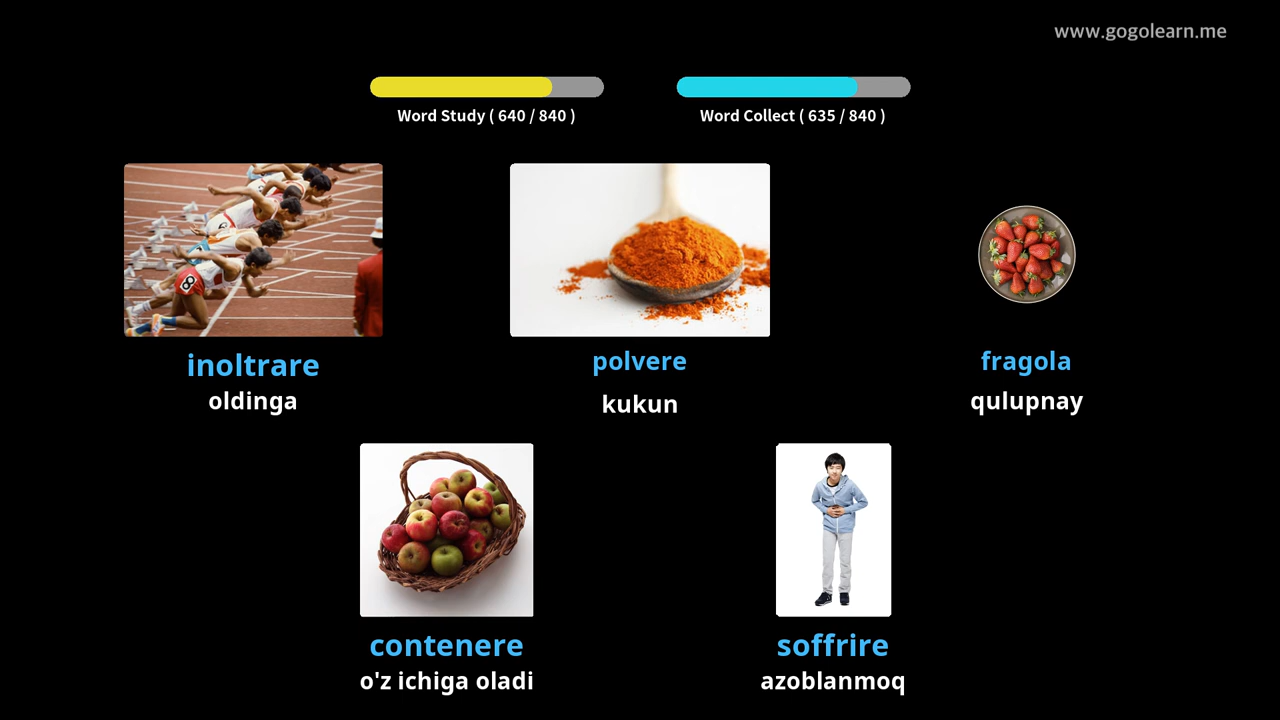 www.gogolearn.me
Word Study ( 640 / 840 )
Word Collect ( 635 / 840 )
8
inoltrare
oldinga
polvere
kukun
fragola
qulupnay
contenere
o'z ichiga oladi
soffrire
azoblanmoq